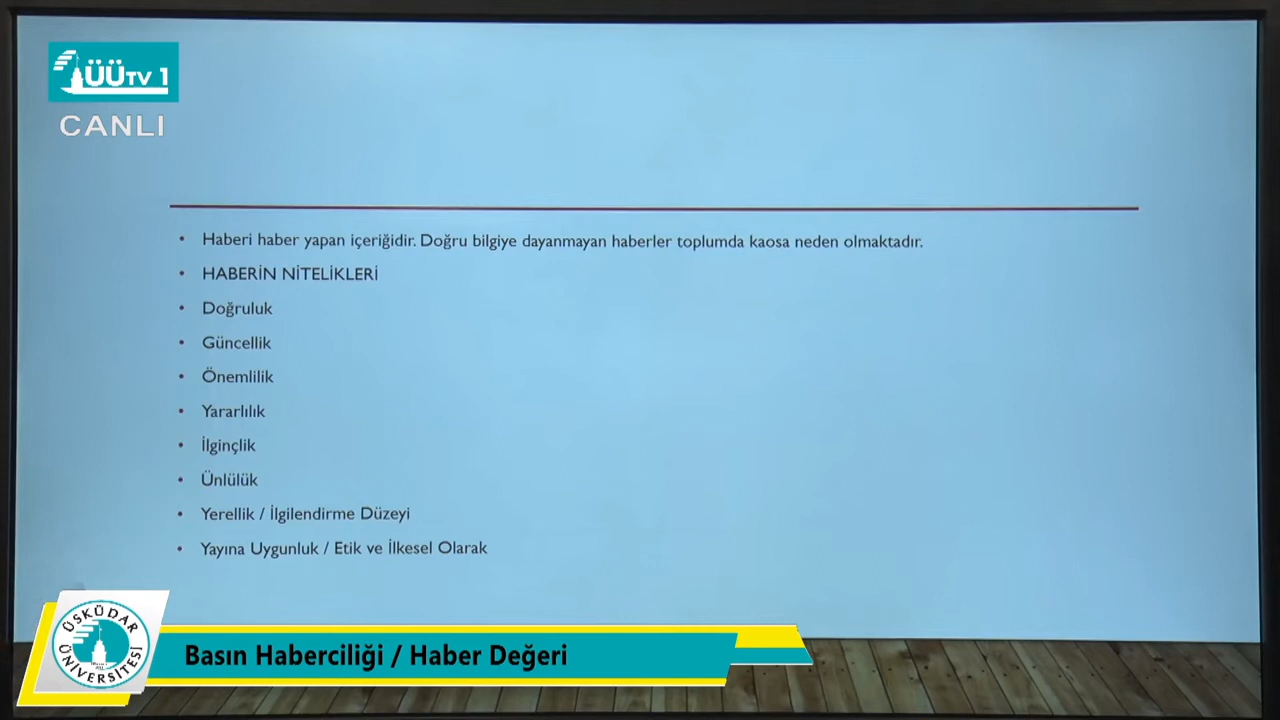 ÜÜTV 1
CANLI
• Haberi haber yapan içeriğidir. Doğru bilgiye dayanmayan haberler toplumda kaosa neden olmaktadır.
• HABERİN NİTELİKLERİ
• Doğruluk
• Güncellik
• Önemlilik
• Yararlılık
• İlginçlik
• Ünlülük
• Yerellik / İlgilendirme Düzeyi
• Yayına Uygunluk / Etik ve İlkesel Olarak
ÜSKÜDAR ÜNİVERSİTESİ
Basın Haberciliği / Haber Değeri